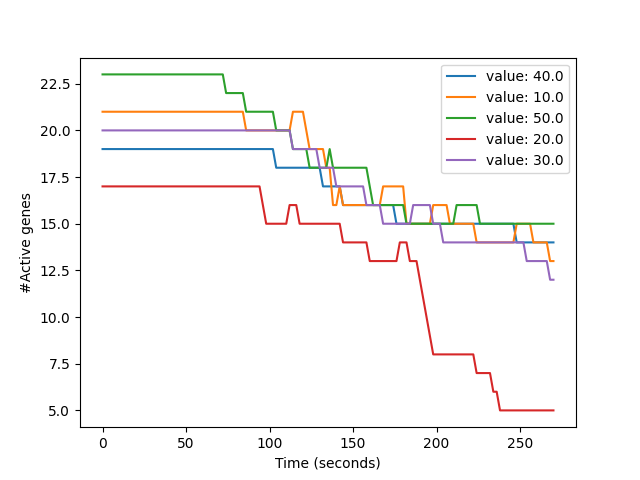 value: 40.0
value: 10.0
value: 50.0
value: 20.0
value: 30.0
22.5
20.0
17.5
15.0
12.5
10.0
7.5
5.0
#Active genes
0 50 100 150 200 250
Time (seconds)